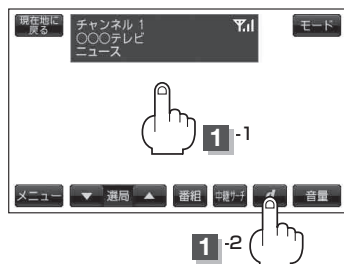 現在地に
戻る
チャンネル 1
○○○テレビ
ニュース
モード
1 -1
メニュー ▼ 選局 ▲ 番組 中継ｻｰﾁ d 音量
1 -2